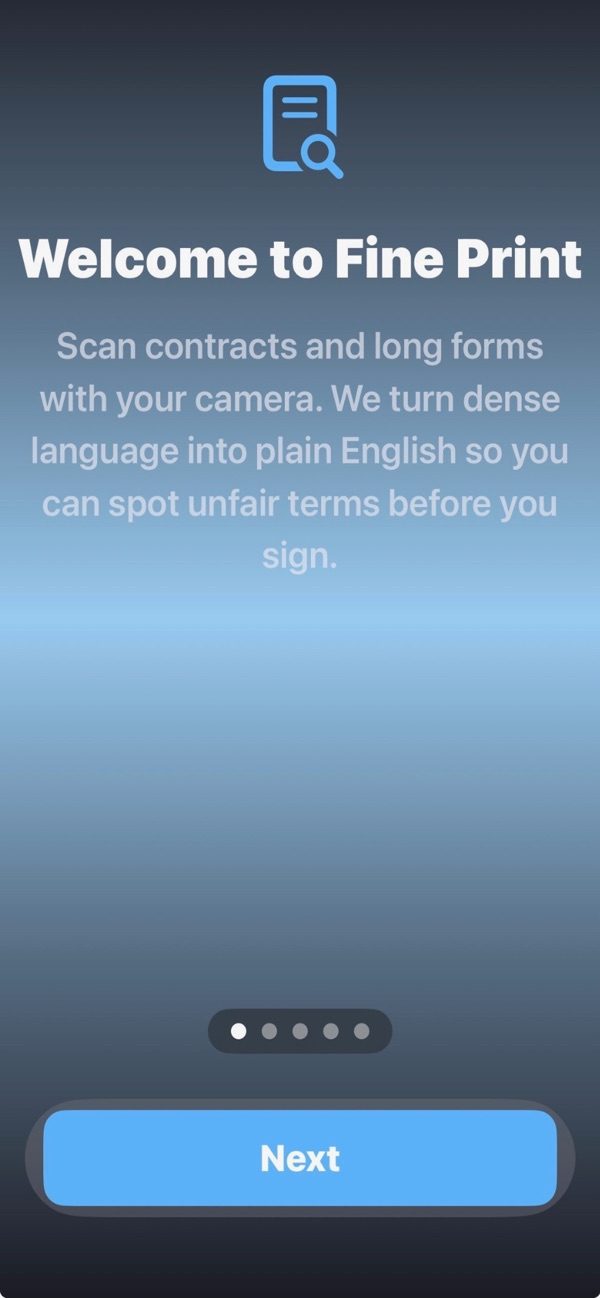 Welcome to Fine Print
Scan contracts and long forms
with your camera. We turn dense
language into plain English so you
can spot unfair terms before you
sign.
Next